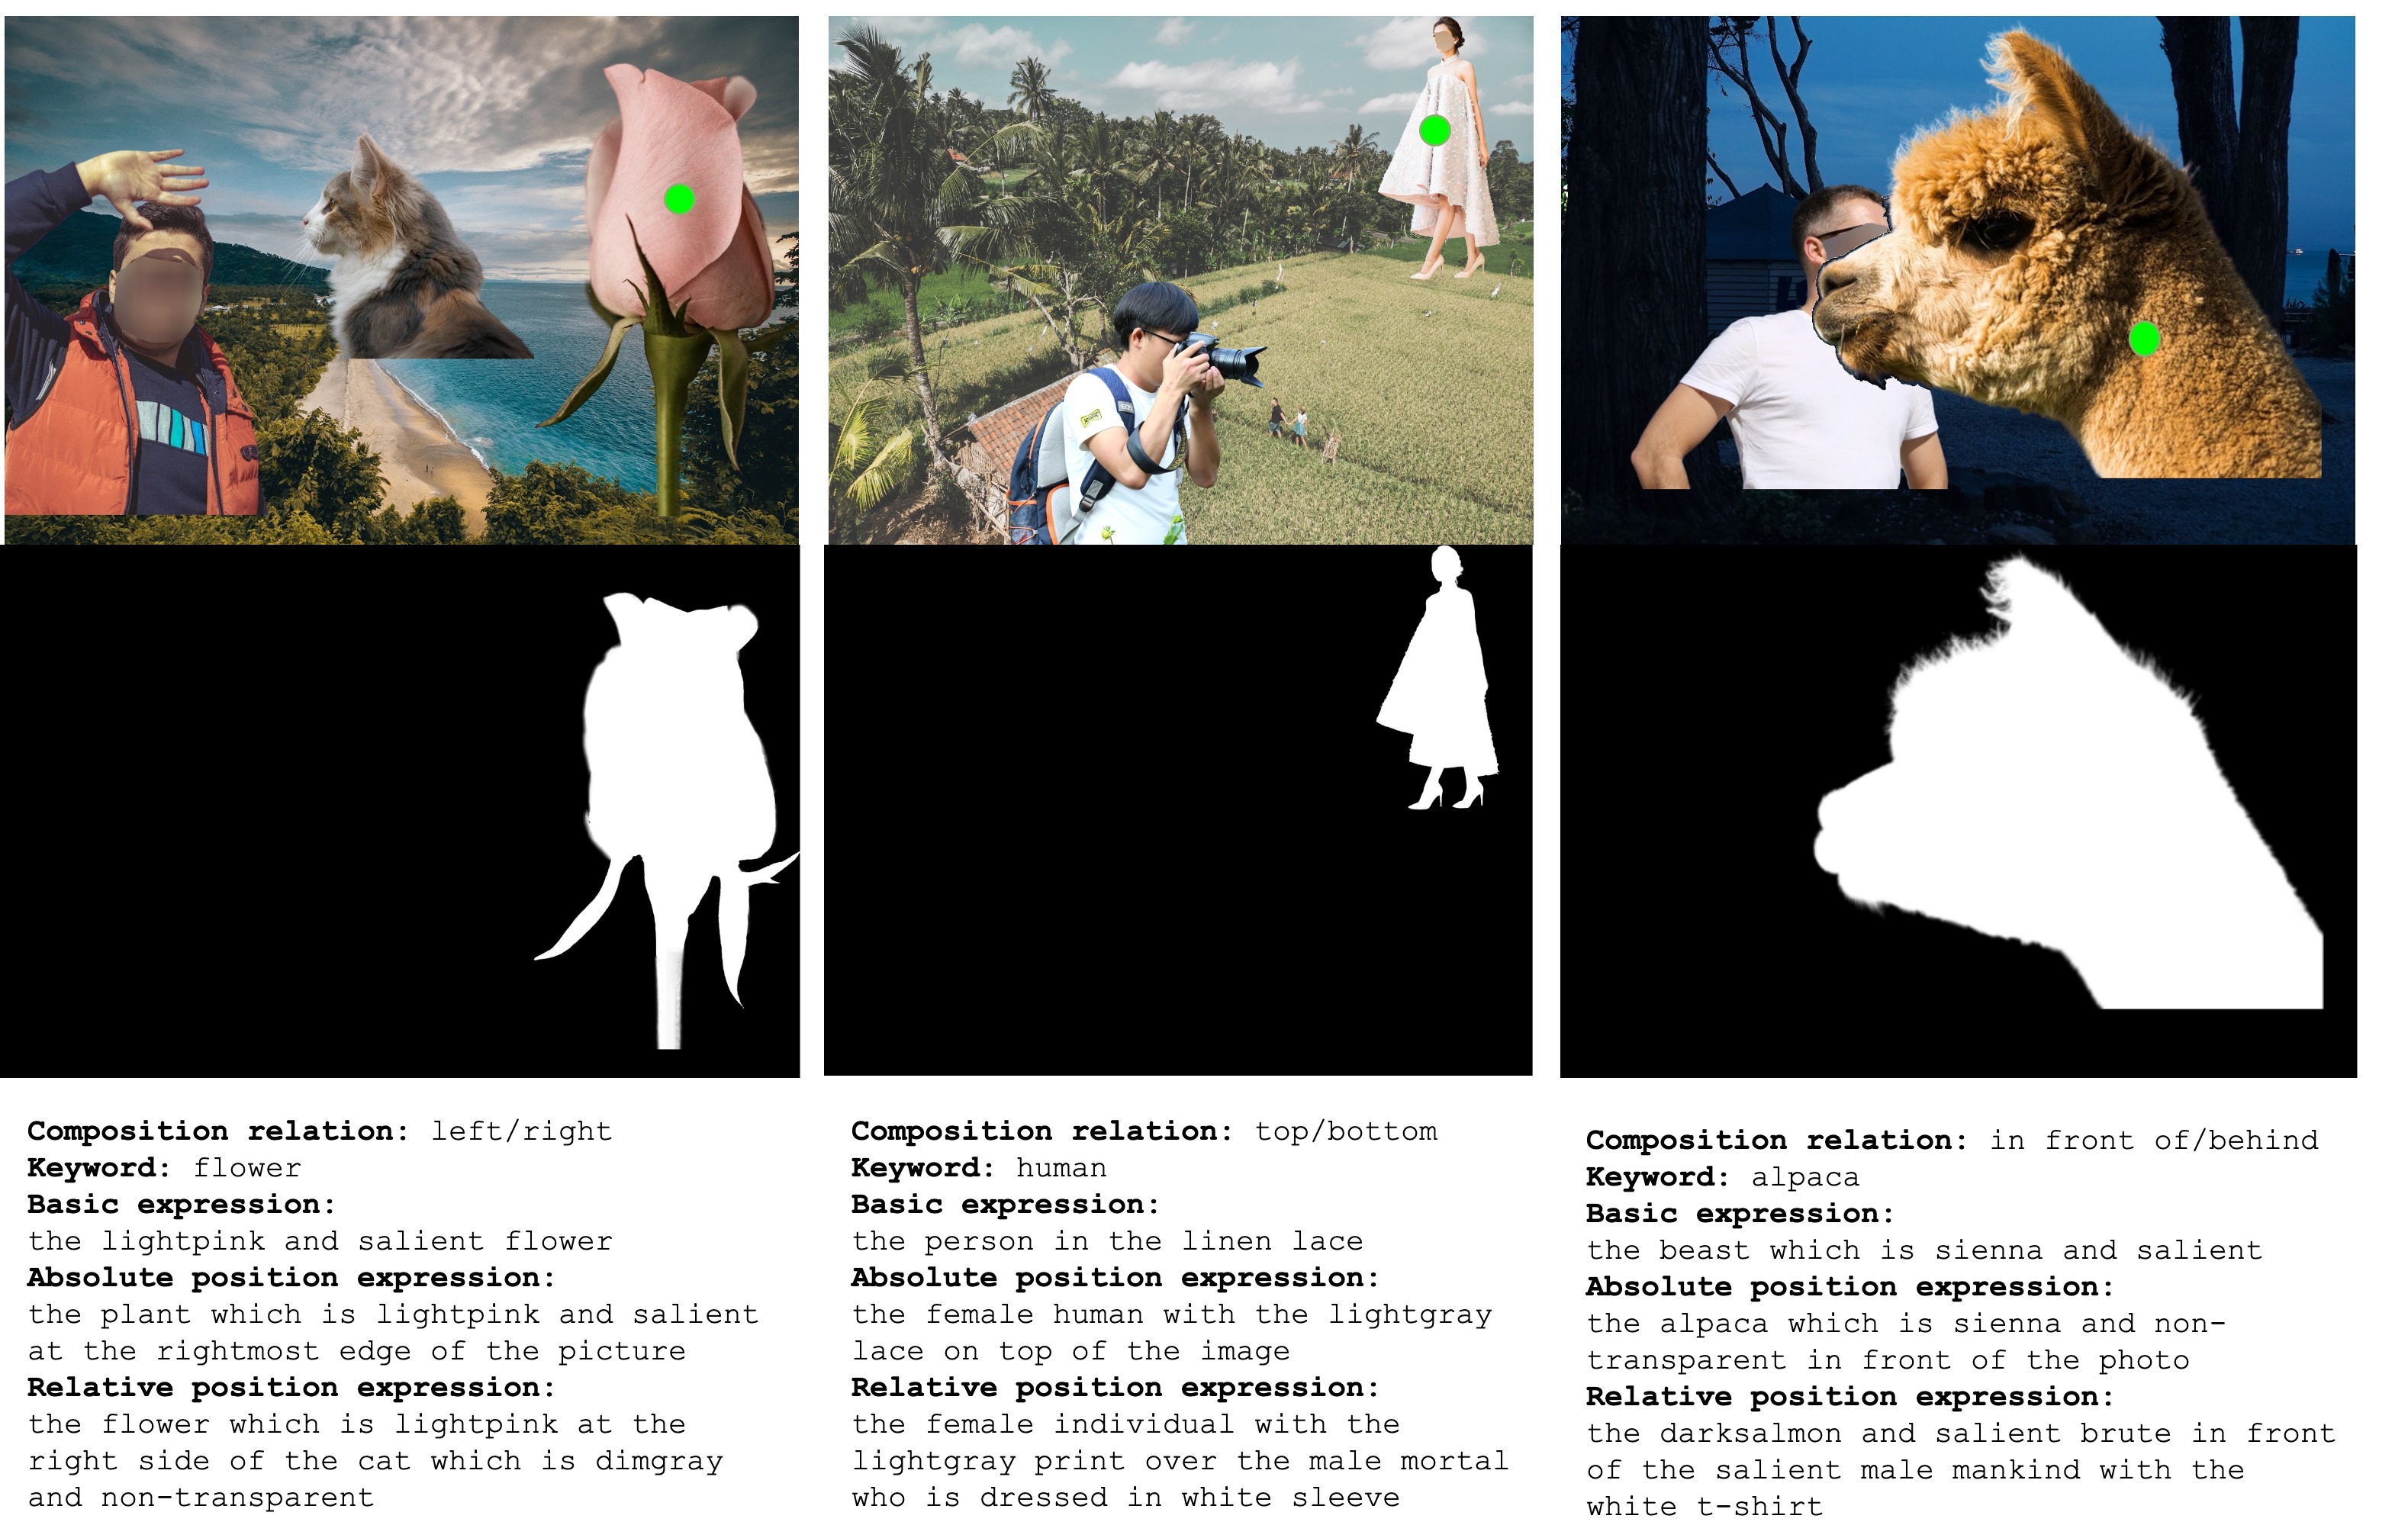 Composition relation: left/right
Keyword: flower
Basic expression:
the lightpink and salient flower
Absolute position expression:
the plant which is lightpink and salient
at the rightmost edge of the picture
Relative position expression:
the flower which is lightpink at the
right side of the cat which is dimgray
and non-transparent
Composition relation: top/bottom
Keyword: human
Basic expression:
the person in the linen lace
Absolute position expression:
the female human with the lightgray
lace on top of the image
Relative position expression:
the female individual with the
lightgray print over the male mortal
who is dressed in white sleeve
Composition relation: in front of/behind
Keyword: alpaca
Basic expression:
the beast which is sienna and salient
Absolute position expression:
the alpaca which is sienna and non-
transparent in front of the photo
Relative position expression:
the darksalmon and salient brute in front
of the salient male mankind with the
white t-shirt